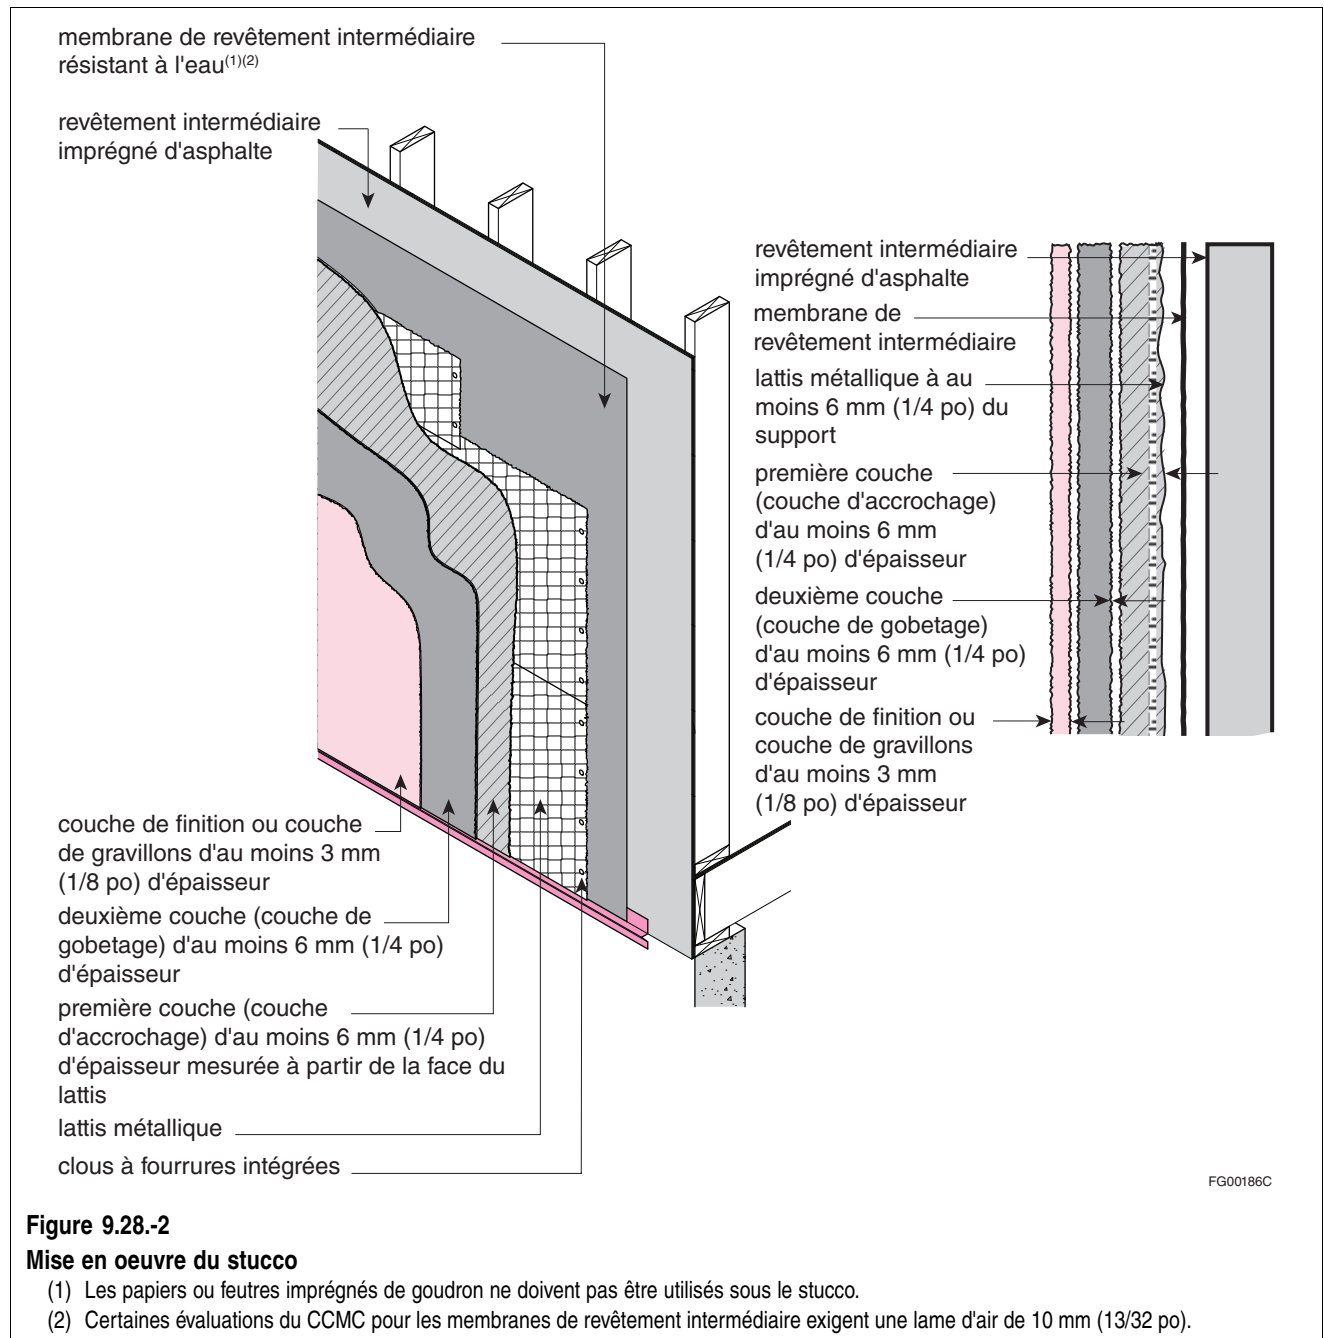 membrane de revêtement intermédiaire
résistant à l'eau(1)(2)
revêtement intermédiaire
imprégné d'asphalte
revêtement intermédiaire
imprégné d'asphalte
membrane de
revêtement intermédiaire
lattis métallique à au
moins 6 mm (1/4 po) du
support
première couche
(couche d'accrochage)
d'au moins 6 mm
(1/4 po) d'épaisseur
deuxième couche
(couche de gobetage)
d'au moins 6 mm (1/4 po)
d'épaisseur
couche de finition ou
couche de gravillons
d'au moins 3 mm
(1/8 po) d'épaisseur
couche de finition ou couche
de gravillons d'au moins 3 mm
(1/8 po) d'épaisseur
deuxième couche (couche de
gobetage) d'au moins 6 mm (1/4 po)
d'épaisseur
première couche (couche
d'accrochage) d'au moins 6 mm (1/4 po)
d'épaisseur mesurée à partir de la face du
lattis
lattis métallique
clous à fourrures intégrées
FG00186C
Figure 9.28.-2
Mise en oeuvre du stucco
(1) Les papiers ou feutres imprégnés de goudron ne doivent pas être utilisés sous le stucco.
(2) Certaines évaluations du CCMC pour les membranes de revêtement intermédiaire exigent une lame d'air de 10 mm (13/32 po).